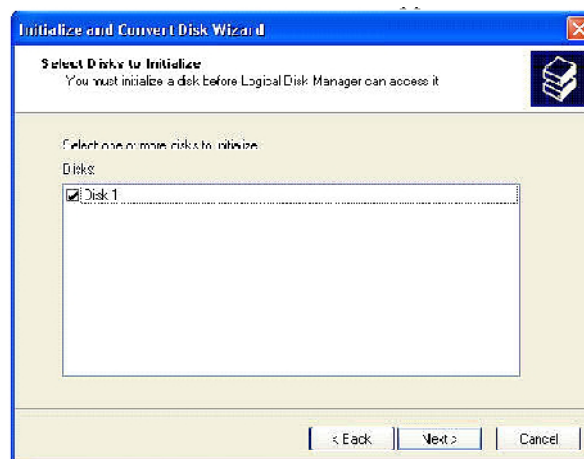 Initialize and Convert Disk Wizard
Select Disks to Initialize
You must initialize a disk before Logical Disk Manager can access it
Select one or more disks to initialize
Disks:
Disk 1
< Back
Next >
Cancel